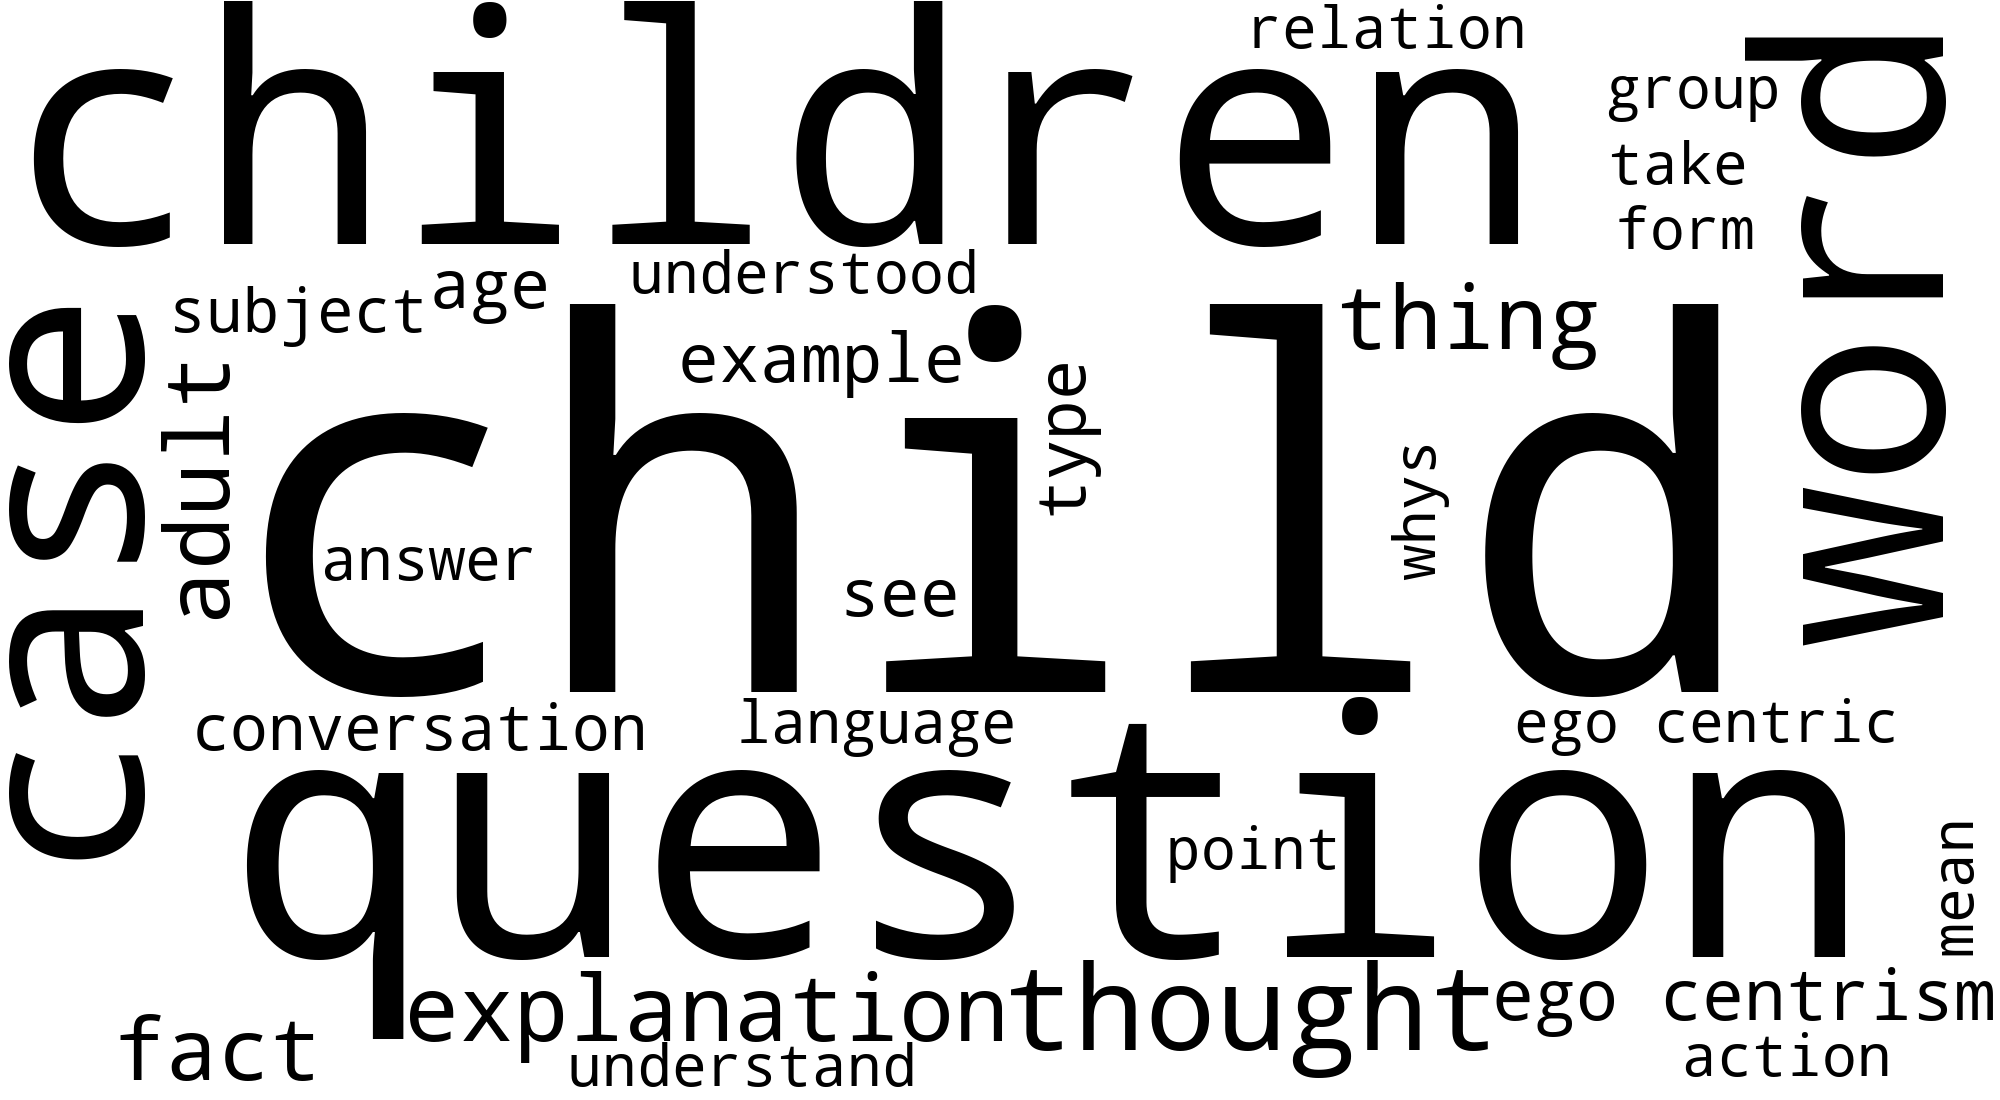 children
relation
word
group
take
form
age
understood
subject
thing
case
example
adult
type
child
whys
answer
see
conversation
language
ego centric
question
point
mean
explanation
thought
ego centrism
fact
understand
action